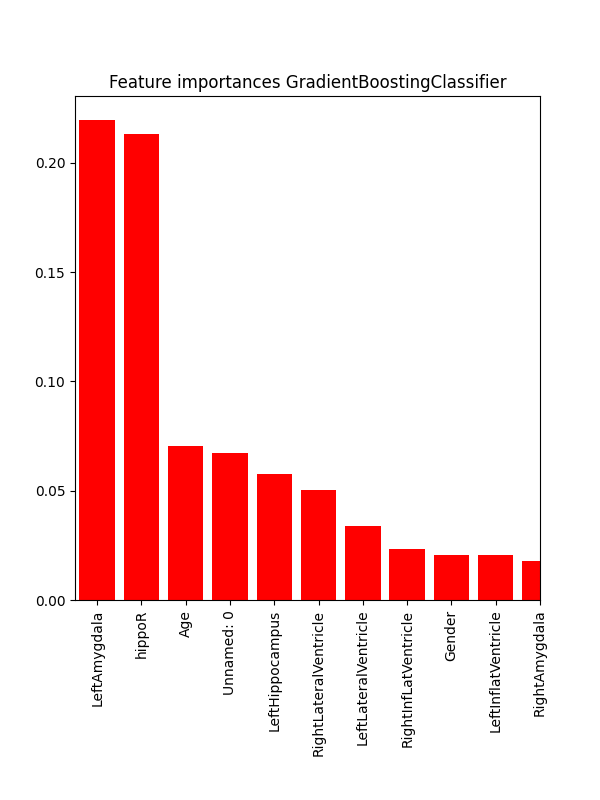 Feature importances GradientBoostingClassifier
0.20
0.15
0.10
0.05
0.00
LeftAmygdala
hippoR
Age
Unnamed: 0
LeftHippocampus
RightLateralVentricle
LeftLateralVentricle
RightInfLatVentricle
Gender
LeftInflatVentricle
RightAmygdala